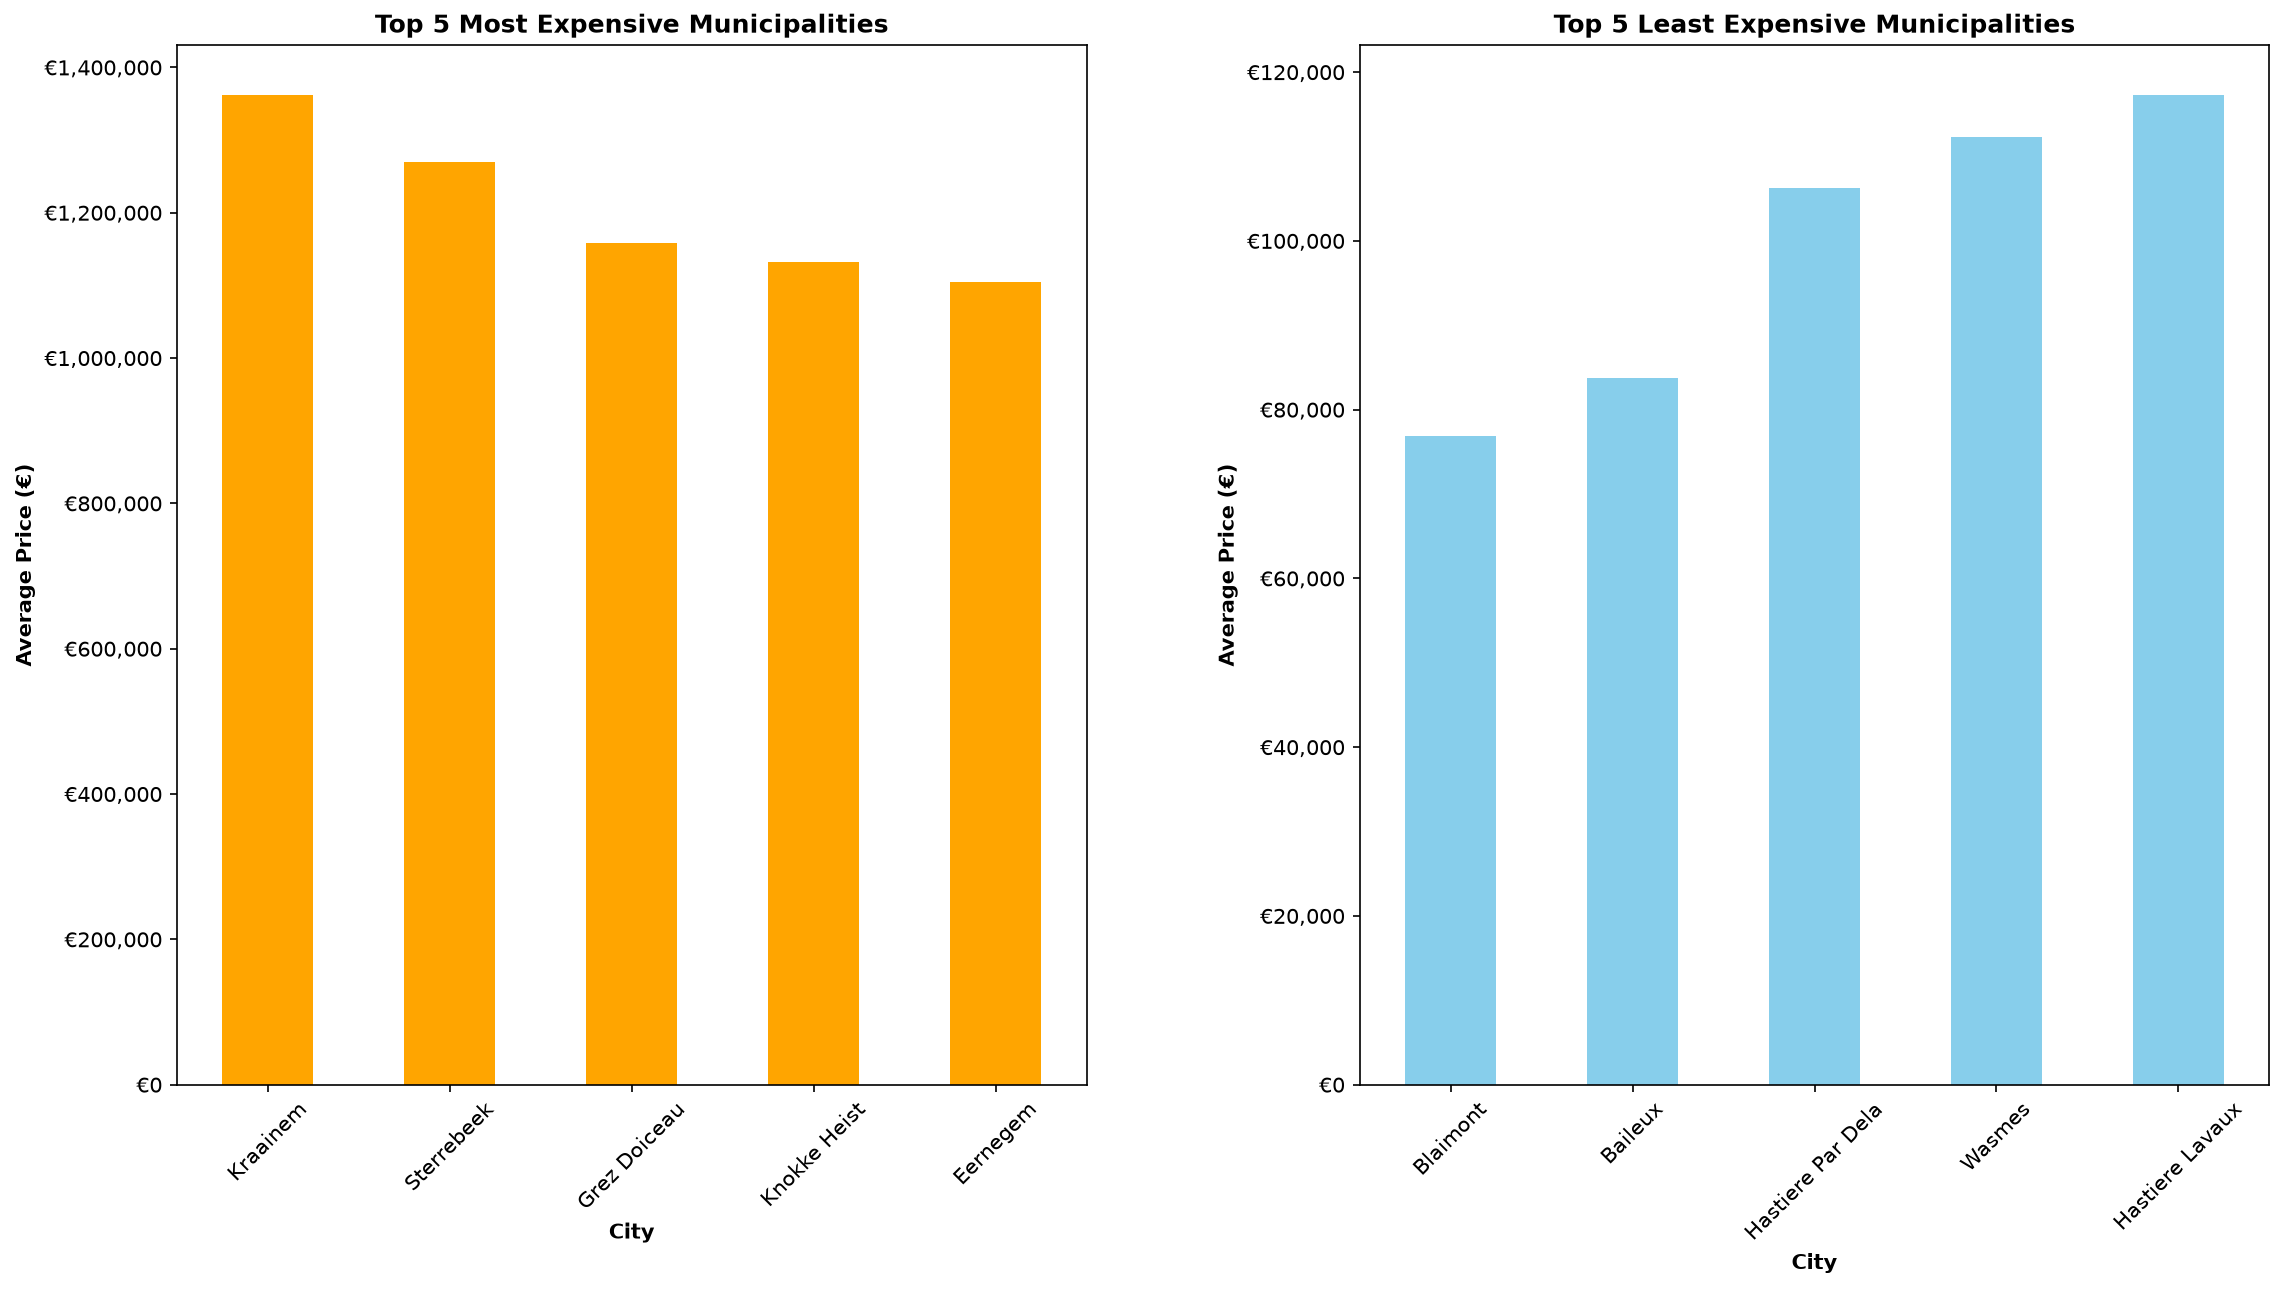 Top 5 Most Expensive Municipalities
€1,400,000
€1,200,000
€1,000,000
€800,000
€600,000
€400,000
€200,000
€0
Average Price (€)
Kraainem
Sterrebeek
Grez Doiceau
Knokke Heist
Eernegem
City
Top 5 Least Expensive Municipalities
€120,000
€100,000
€80,000
€60,000
€40,000
€20,000
€0
Average Price (€)
Blaimont
Baileux
Hastiere Par Dela
Wasmes
Hastiere Lavaux
City